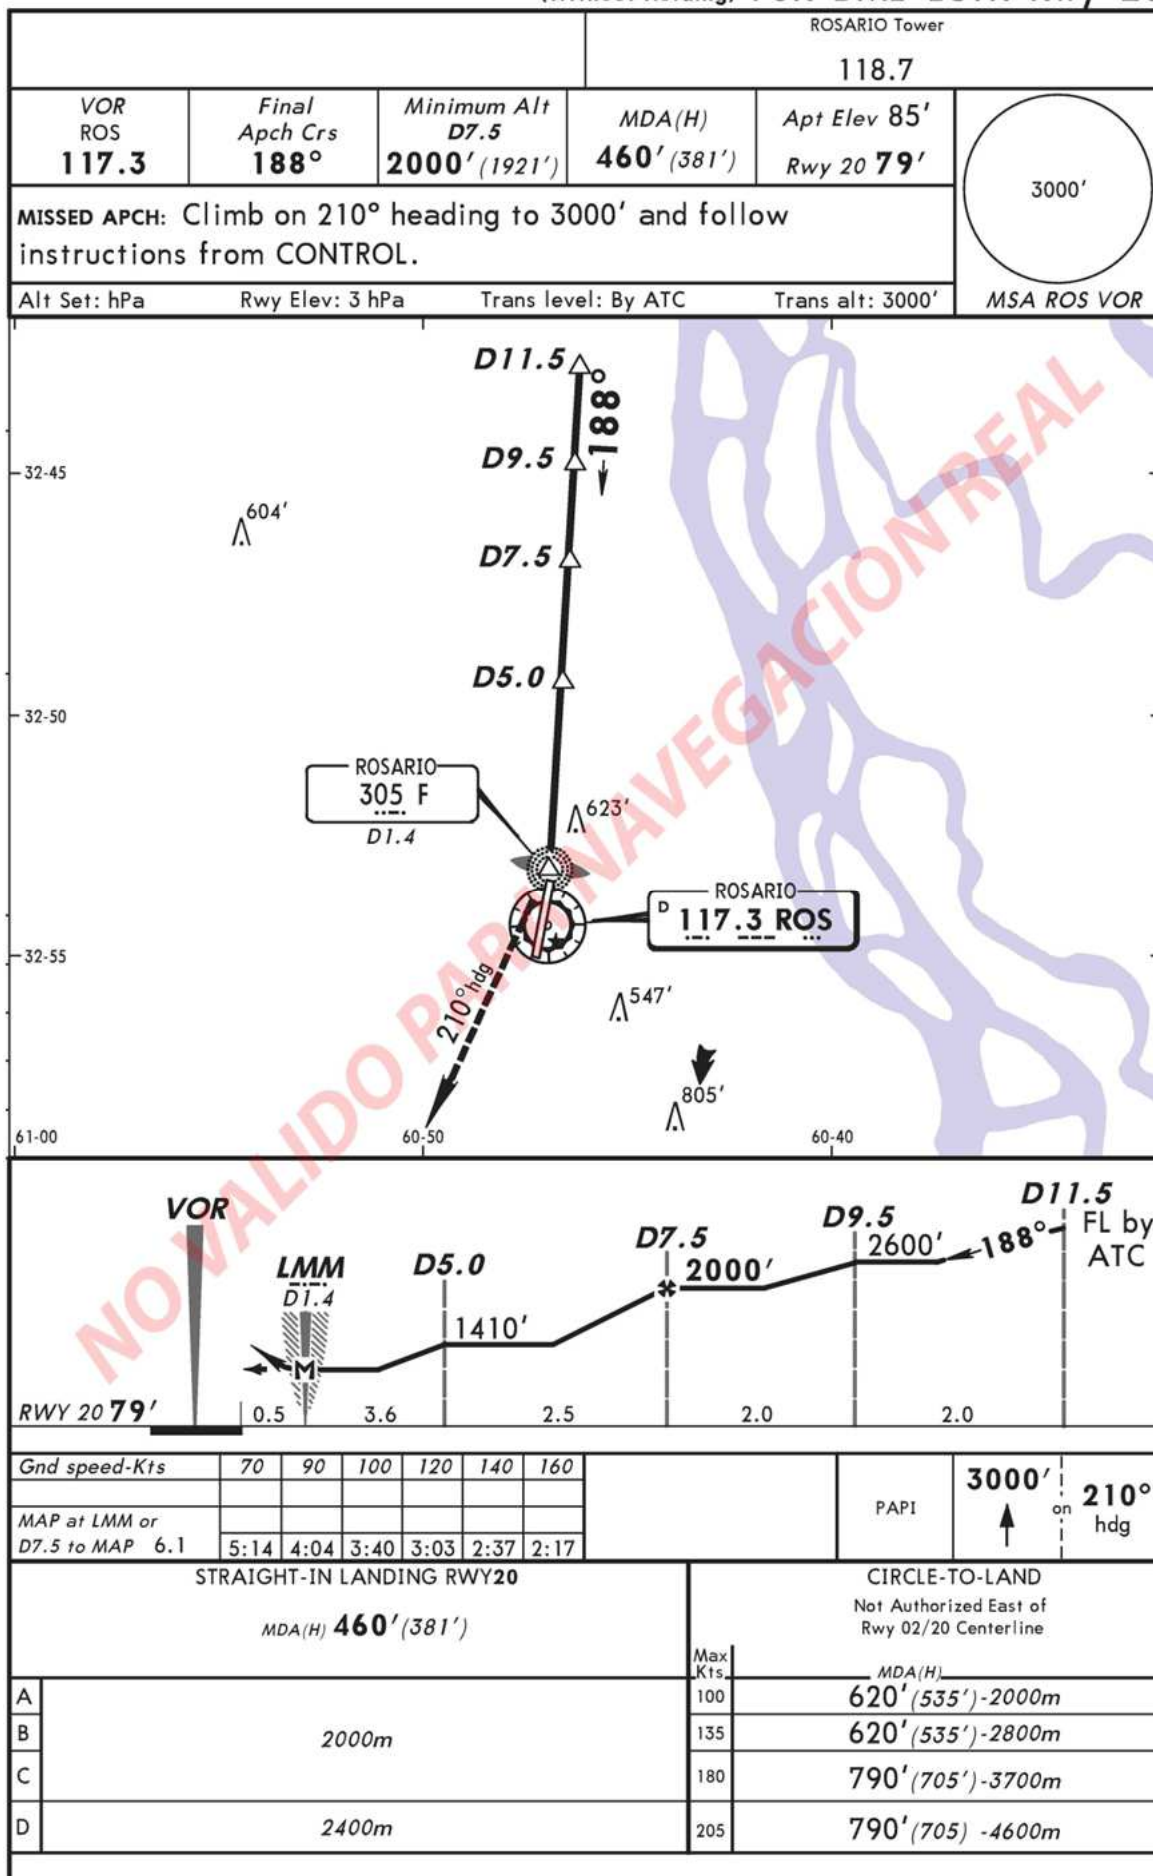 ROSARIO Tower
118.7
VOR
ROS
117.3
Final
Apch Crs
188°
Minimum Alt
D7.5
2000' (1921')
MDA(H)
460' (381')
Apt Elev 85'
Rwy 20 79'
3000'
MSA ROS VOR
MISSED APCH: Climb on 210° heading to 3000' and follow
instructions from CONTROL.
Alt Set: hPa Rwy Elev: 3 hPa Trans level: By ATC Trans alt: 3000'
D11.5
188°
D9.5
32-45
604'
D7.5
D5.0
32-50
ROSARIO
305 F
D1.4
623'
ROSARIO
D 117.3 ROS
32-55
210° hdg
547'
805'
61-00 60-50 60-40
NO VALIDO PARA NAVEGACION REAL
VOR
LMM
D1.4
D5.0
1410'
D7.5
2000'
D9.5
2600'
188°
D11.5
FL by
ATC
M
RWY 20 79'
0.5 3.6 2.5 2.0 2.0
Gnd speed-Kts 70 90 100 120 140 160
MAP at LMM or
D7.5 to MAP 6.1 5:14 4:04 3:40 3:03 2:37 2:17
PAPI
3000'
on
210°
hdg
STRAIGHT-IN LANDING RWY20
MDA(H) 460' (381')
CIRCLE-TO-LAND
Not Authorized East of
Rwy 02/20 Centerline
Max
Kts
MDA(H)
A
B
C
2000m
D 2400m
100 620' (535') -2000m
135 620' (535') -2800m
180 790' (705') -3700m
205 790' (705) -4600m